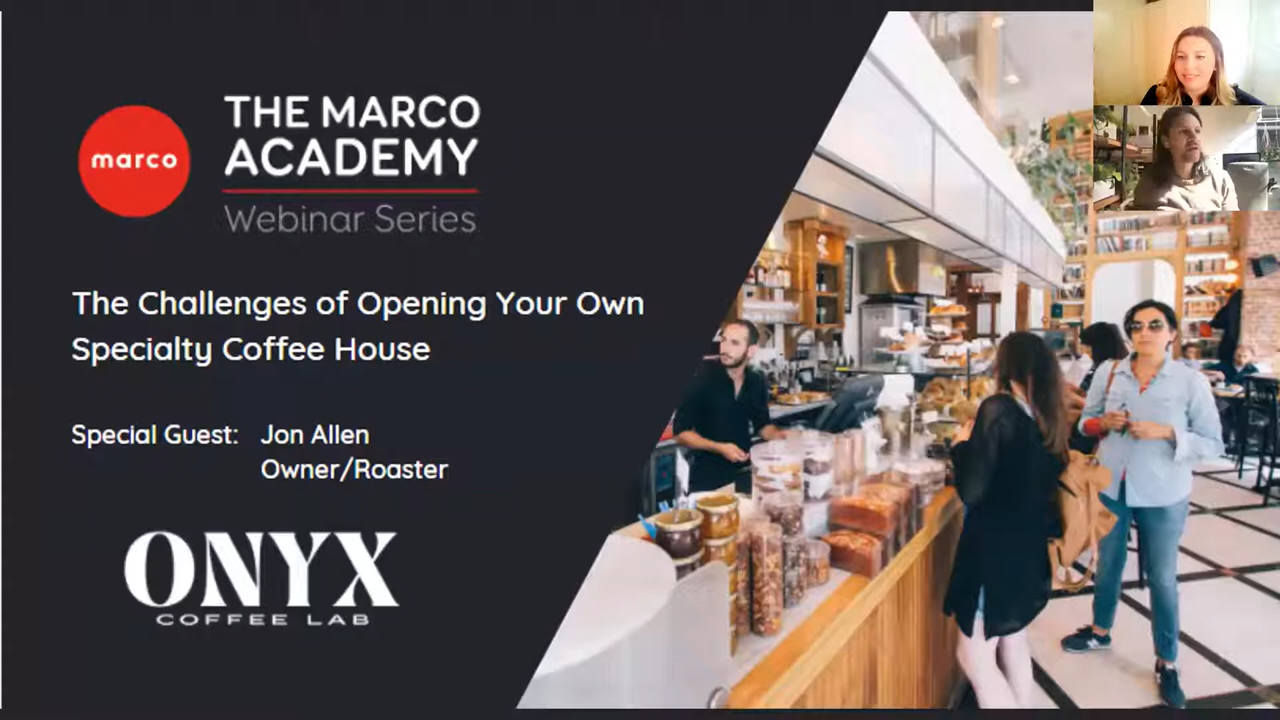 marco
THE MARCO
ACADEMY
Webinar Series
The Challenges of Opening Your Own
Specialty Coffee House
Special Guest: Jon Allen
Owner/Roaster
ONYX
COFFEE LAB